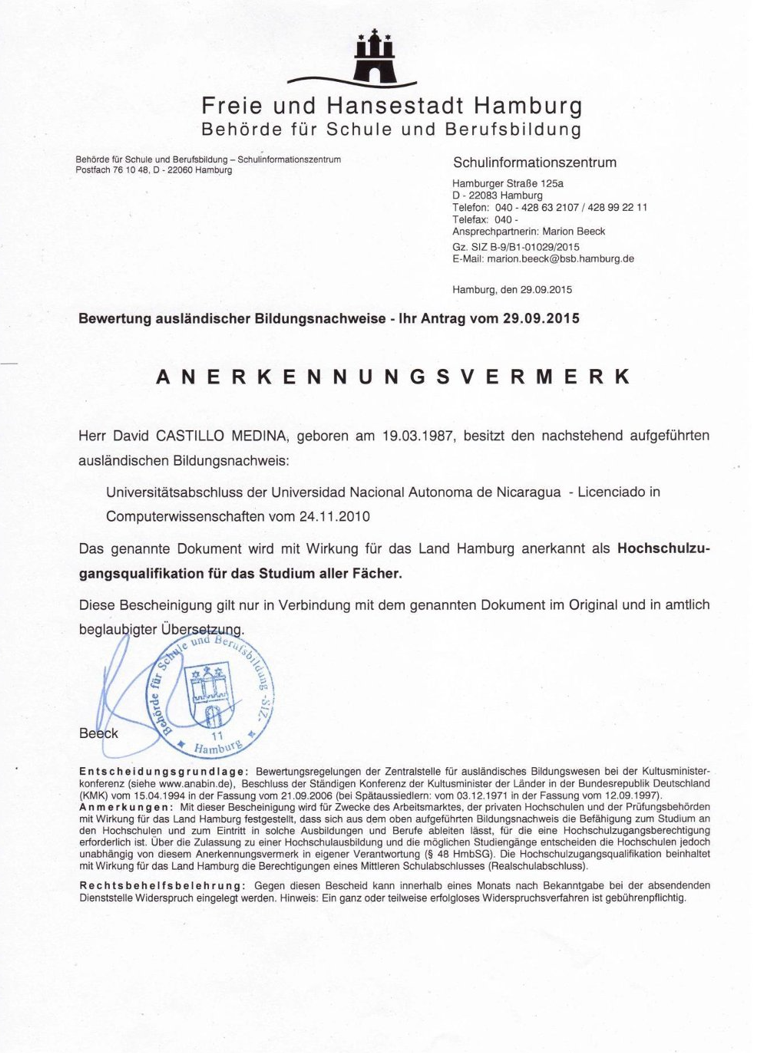 Freie und Hansestadt Hamburg
Behörde für Schule und Berufsbildung
Behörde für Schule und Berufsbildung – Schulinformationszentrum
Postfach 76 10 48, D - 22060 Hamburg
Schulinformationszentrum
Hamburger Straße 125a
D - 22083 Hamburg
Telefon: 040 - 428 63 2107 / 428 99 22 11
Telefax: 040 -
Ansprechpartnerin: Marion Beeck
Gz. SIZ B-9/B1-01029/2015
E-Mail: marion.beeck@bsb.hamburg.de
Hamburg, den 29.09.2015
Bewertung ausländischer Bildungsnachweise - Ihr Antrag vom 29.09.2015
ANERKENNUNGSVERMERK
Herr David CASTILLO MEDINA, geboren am 19.03.1987, besitzt den nachstehend aufgeführten
ausländischen Bildungsnachweis:
Universitätsabschluss der Universidad Nacional Autonoma de Nicaragua - Licenciado in
Computerwissenschaften vom 24.11.2010
Das genannte Dokument wird mit Wirkung für das Land Hamburg anerkannt als Hochschulzu-
gangsqualifikation für das Studium aller Fächer.
Diese Bescheinigung gilt nur in Verbindung mit dem genannten Dokument im Original und in amtlich
beglaubigter Übersetzung.
Behörde für Schule und Berufsbildung -SIZ-
11
Hamburg
Beeck
Entscheidungsgrundlage: Bewertungsregelungen der Zentralstelle für ausländisches Bildungswesen bei der Kultusminister-
konferenz (siehe www.anabin.de), Beschluss der Ständigen Konferenz der Kultusminister der Länder in der Bundesrepublik Deutschland
(KMK) vom 15.04.1994 in der Fassung vom 21.09.2006 (bei Spätaussiedlern: vom 03.12.1971 in der Fassung vom 12.09.1997).
Anmerkungen: Mit dieser Bescheinigung wird für Zwecke des Arbeitsmarktes, der privaten Hochschulen und der Prüfungsbehörden
mit Wirkung für das Land Hamburg festgestellt, dass sich aus dem oben aufgeführten Bildungsnachweis die Befähigung zum Studium an
den Hochschulen und zum Eintritt in solche Ausbildungen und Berufe ableiten lässt, für die eine Hochschulzugangsberechtigung
erforderlich ist. Über die Zulassung zu einer Hochschulausbildung und die möglichen Studiengänge entscheiden die Hochschulen jedoch
unabhängig von diesem Anerkennungsvermerk in eigener Verantwortung (§ 48 HmbSG). Die Hochschulzugangsqualifikation beinhaltet
mit Wirkung für das Land Hamburg die Berechtigungen eines Mittleren Schulabschlusses (Realschulabschluss).
Rechtsbehelfsbelehrung: Gegen diesen Bescheid kann innerhalb eines Monats nach Bekanntgabe bei der absendenden
Dienststelle Widerspruch eingelegt werden. Hinweis: Ein ganz oder teilweise erfolgloses Widerspruchsverfahren ist gebührenpflichtig.